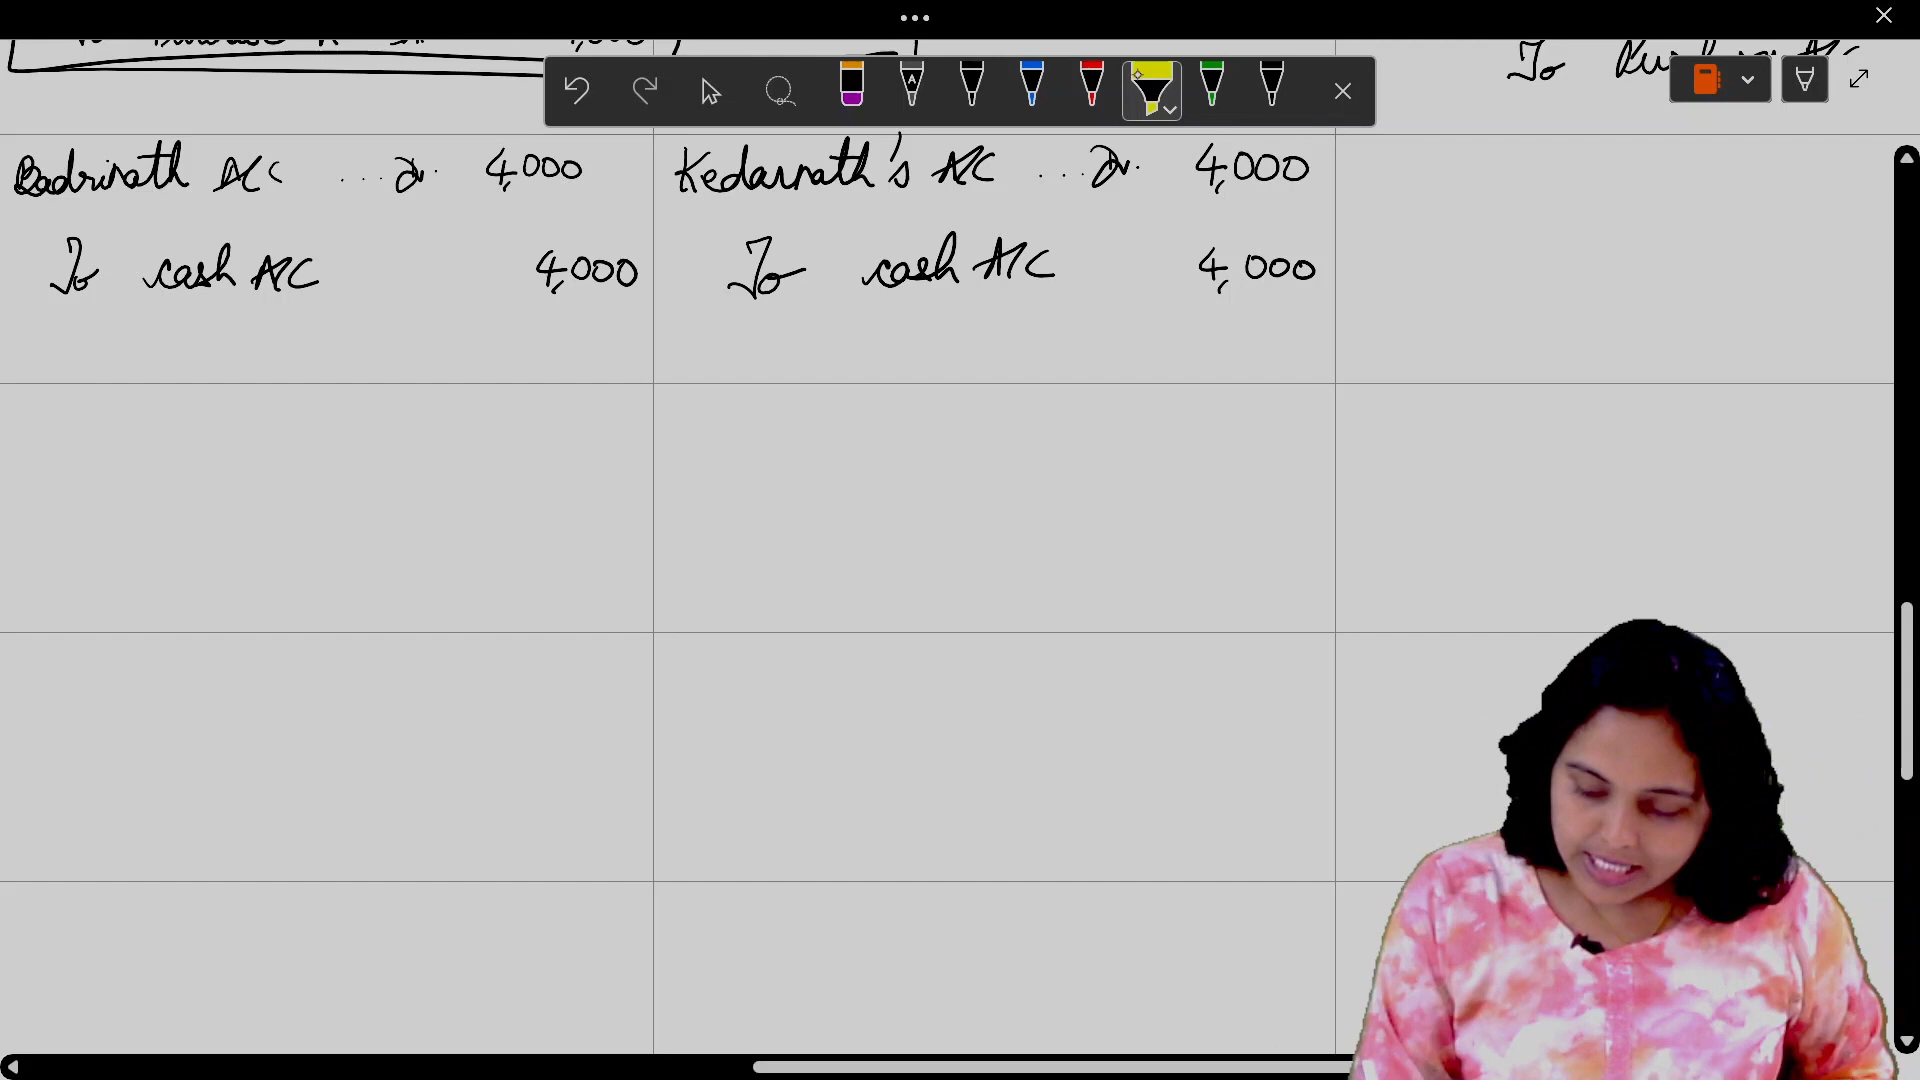 To
Badrinath A/C ... dr. 4,000
To cash A/C 4,000
Kedarnath's A/C ... dr. 4,000
To cash A/C 4,000